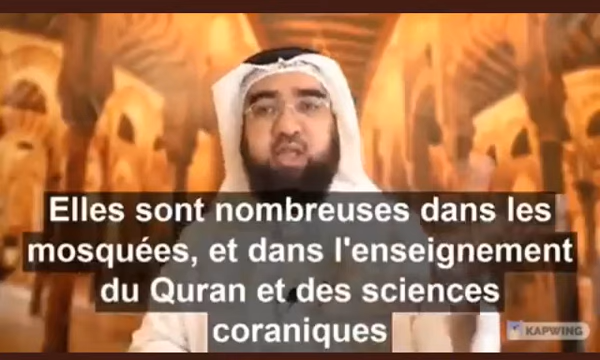 Elles sont nombreuses dans les
mosquées, et dans l'enseignement
du Quran et des sciences
coraniques
KAPWING